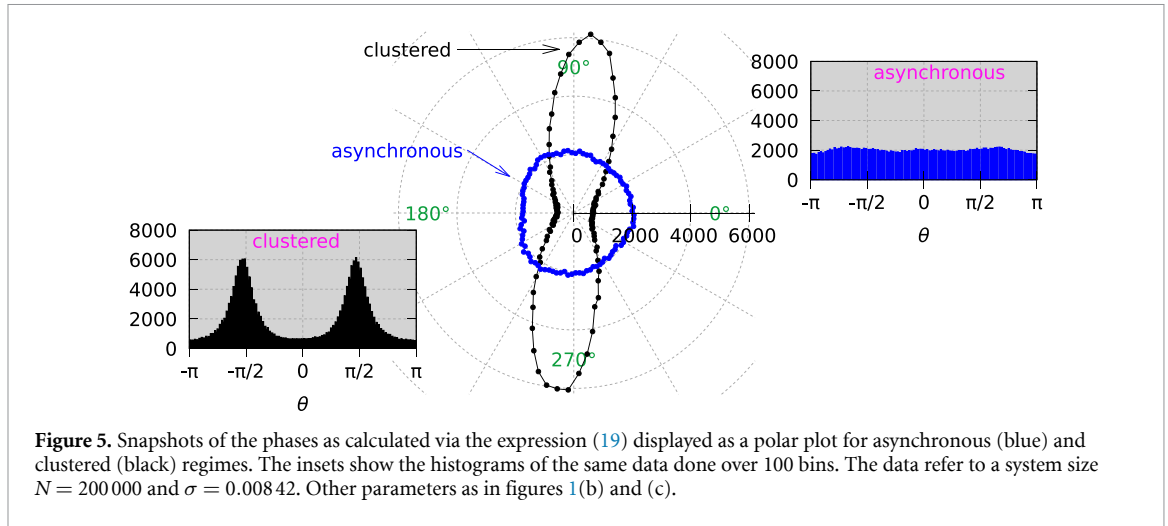 clustered
90°
asynchronous
180°
0°
0 2000 4000 6000
270°
8000
6000
4000
2000
0
asynchronous
-π -π/2 0 π/2 π
θ
8000
6000
4000
2000
0
clustered
-π -π/2 0 π/2 π
θ
Figure 5. Snapshots of the phases as calculated via the expression (19) displayed as a polar plot for asynchronous (blue) and
clustered (black) regimes. The insets show the histograms of the same data done over 100 bins. The data refer to a system size
N = 200 000 and σ = 0.008 42. Other parameters as in figures 1(b) and (c).